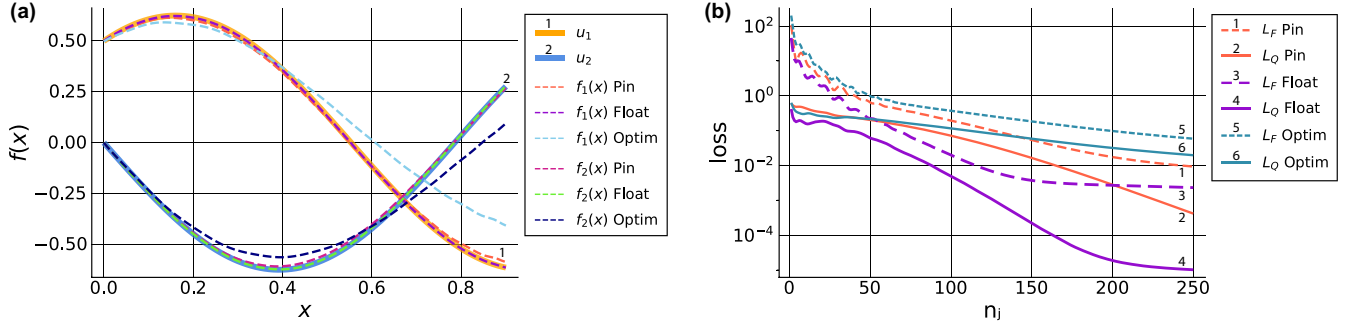 (a)
0.50
0.25
0.00
−0.25
−0.50
f(x)
0.0 0.2 0.4 0.6 0.8
x
2
1
1 u1
2 u2
f1(x) Pin
f1(x) Float
f1(x) Optim
f2(x) Pin
f2(x) Float
f2(x) Optim
(b)
10^2
10^0
10^−2
10^−4
loss
0 50 100 150 200 250
nj
5
6
1
3
2
4
1 LF Pin
2 LQ Pin
3 LF Float
4 LQ Float
5 LF Optim
6 LQ Optim